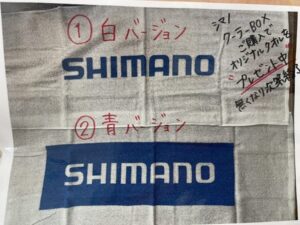 ①白バージョン
SHIMANO
②青バージョン
SHIMANO
シマノ
クーラーBOX
ご購入で
オリジナルタオルを
プレゼント中
無くなり次第終了